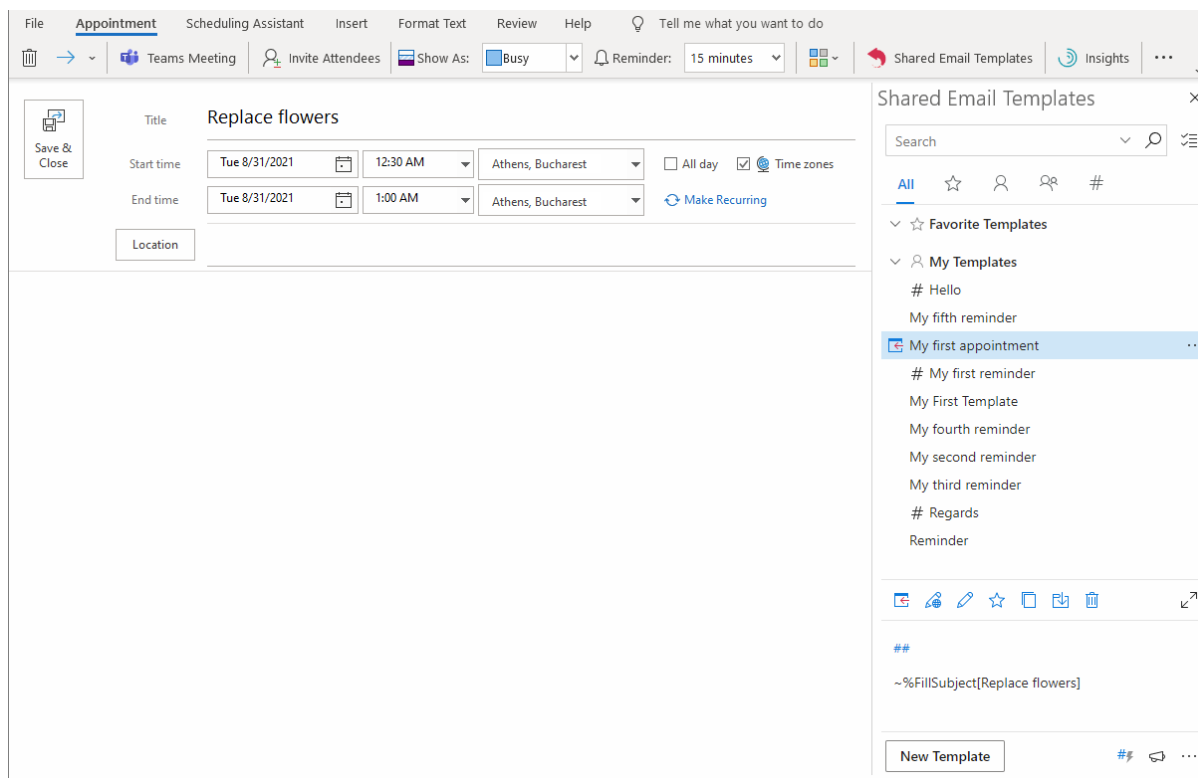 File Appointment Scheduling Assistant Insert Format Text Review Help Tell me what you want to do
Teams Meeting Invite Attendees Show As: Busy Reminder: 15 minutes Shared Email Templates Insights ...
Shared Email Templates
Save & Close
Title Replace flowers
Start time Tue 8/31/2021 12:30 AM Athens, Bucharest All day Time zones
End time Tue 8/31/2021 1:00 AM Athens, Bucharest Make Recurring
Location
Search
All #
Favorite Templates
My Templates
# Hello
My fifth reminder
My first appointment
# My first reminder
My First Template
My fourth reminder
My second reminder
My third reminder
# Regards
Reminder
##
~%FillSubject[Replace flowers]
New Template